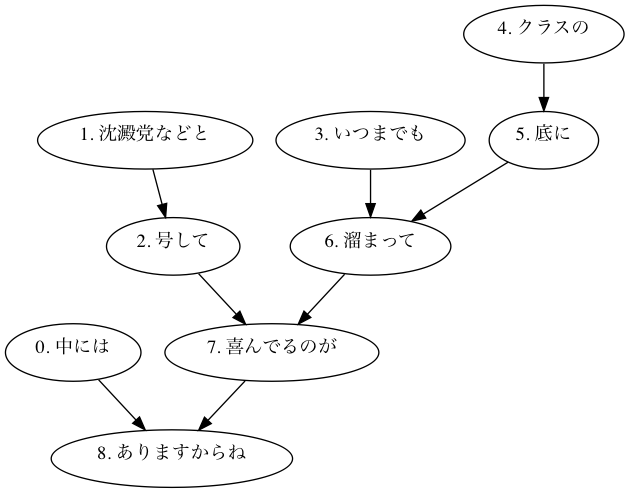 4. クラスの
1. 沈澱党などと
3. いつまでも
5. 底に
2. 号して
6. 溜まって
0. 中には
7. 喜んでるのが
8. ありますからね